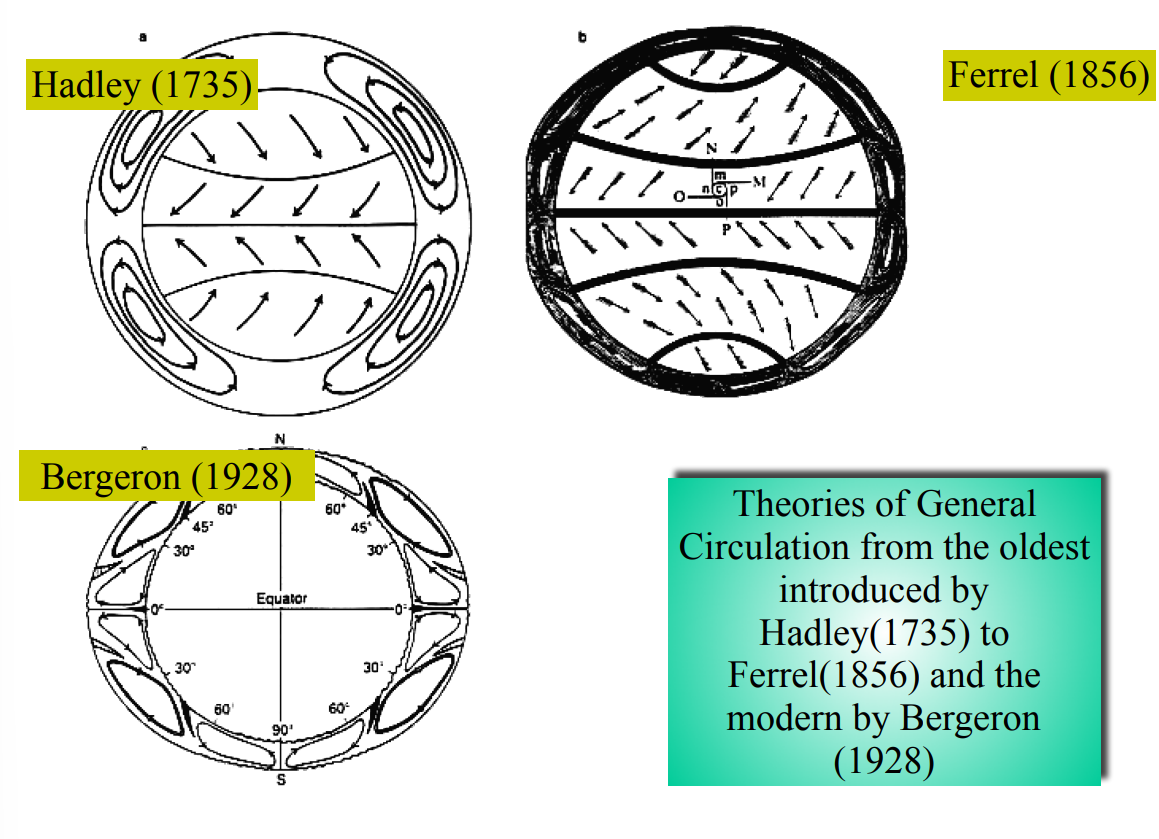 a
b
Hadley (1735)
Ferrel (1856)
N
m
M
n
c
p
O
o
P
Bergeron (1928)
N
60°
60°
45°
45°
30°
30°
Equator
0°
0°
30°
30°
60°
60°
90°
S
Theories of General
Circulation from the oldest
introduced by
Hadley(1735) to
Ferrel(1856) and the
modern by Bergeron
(1928)